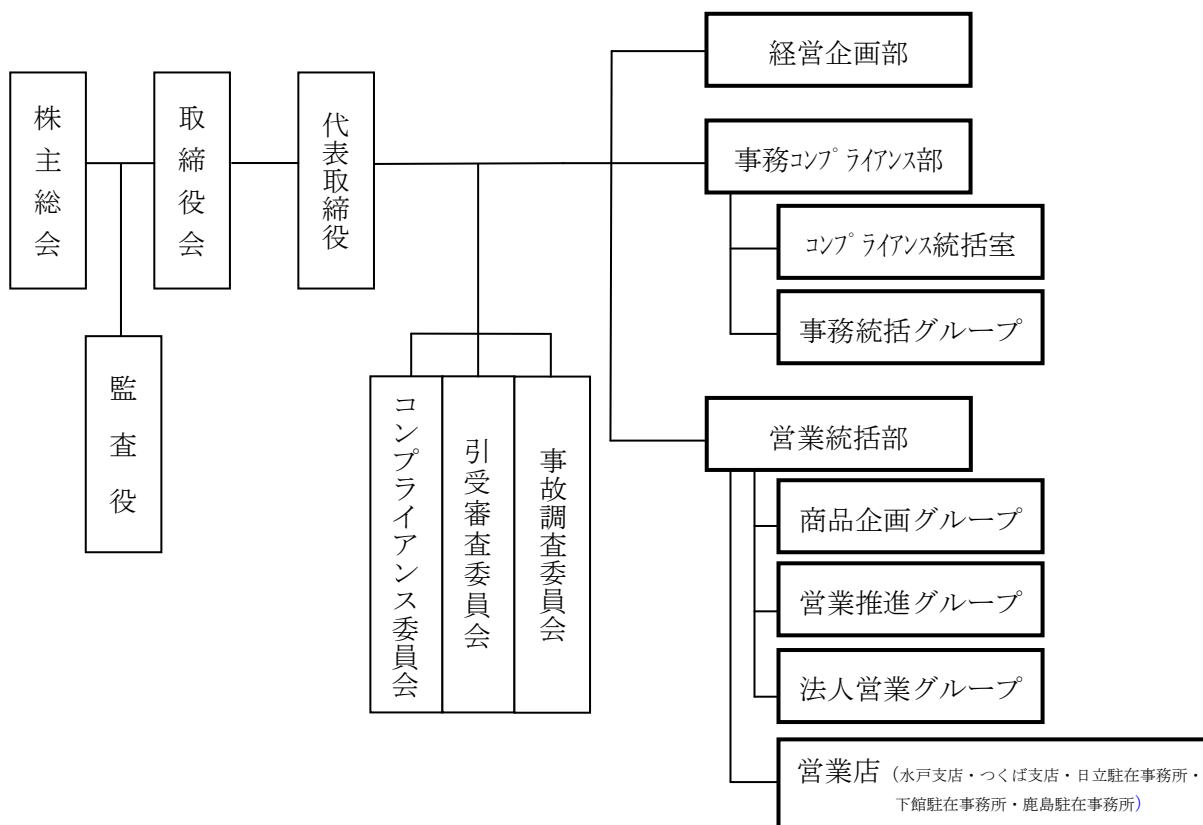 株主総会
取締役会
代表取締役
監査役
コンプライアンス委員会
引受審査委員会
事故調査委員会
経営企画部
事務ｺﾝﾌﾟﾗｲｱﾝｽ部
ｺﾝﾌﾟﾗｲｱﾝｽ統括室
事務統括グループ
営業統括部
商品企画グループ
営業推進グループ
法人営業グループ
営業店（水戸支店・つくば支店・日立駐在事務所・
下館駐在事務所・鹿島駐在事務所）